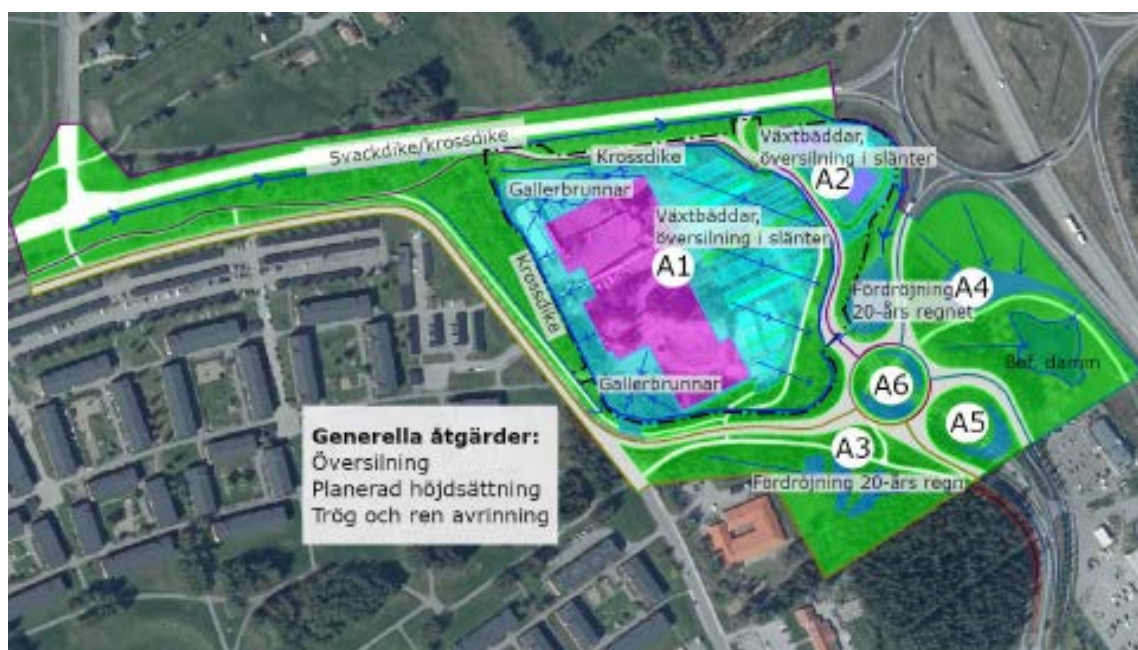 Svackdike/krossdike
Växtbäddar,
översilning i slänter
A2
Krossdike
Gallerbrunnar
Växtbäddar,
översilning i slänter
A1
Krossdike
Fördröjning
20-års regnet
A4
Bef. damm
Gallerbrunnar
A6
A5
A3
Fördröjning 20-års regn
Generella åtgärder:
Översilning
Planerad höjdsättning
Trög och ren avrinning